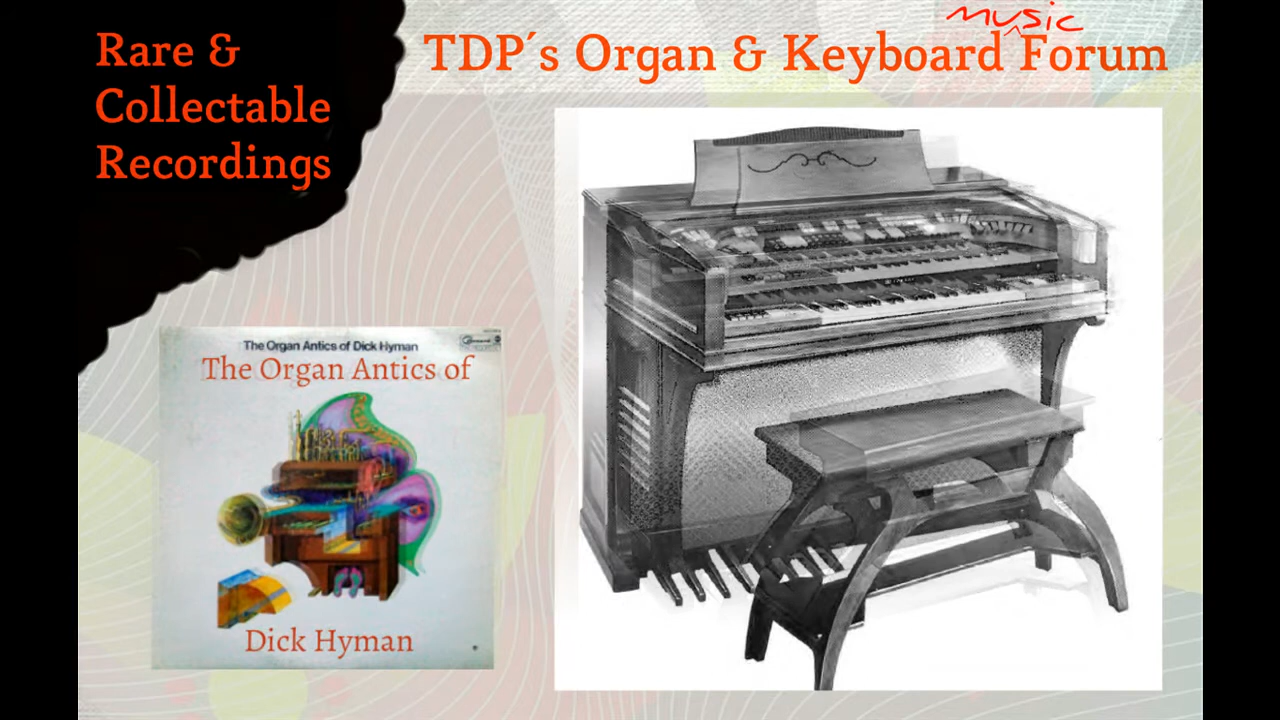 Rare &
Collectable
Recordings
music
TDP´s Organ & Keyboard ^ Forum
The Organ Antics of Dick Hyman
The Organ Antics of
Dick Hyman